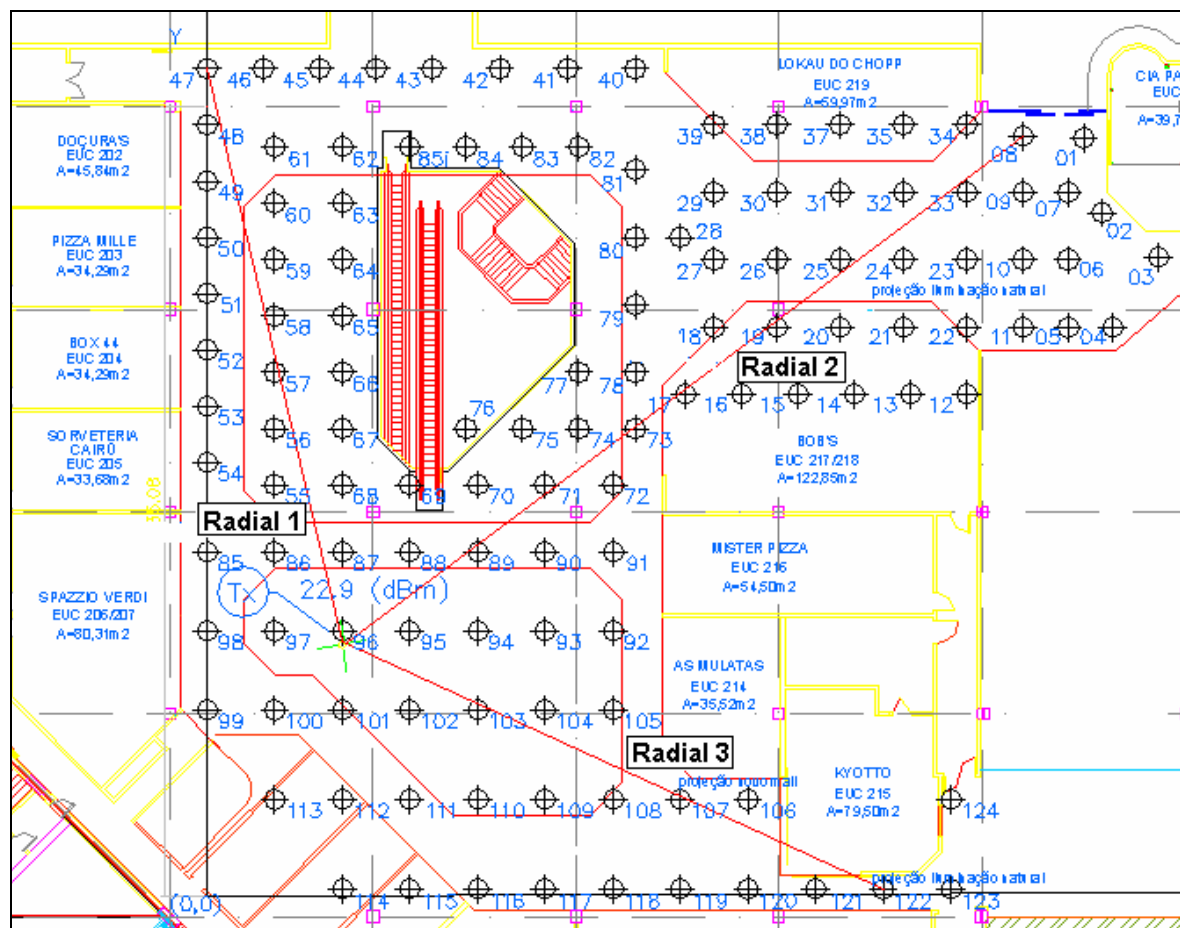 Y
47 46 45 44 43 42 41 40
LOKAU DO CHOPP
EUC 219
A=59,97m2
CIA PA
EUC
A=39,7
48 39 38 37 35 34 08 01
DOÇURA'S
EUC 202
A=45,84m2
61 62 85j 84 83 82
81
49 60 63 29 30 31 32 33 09 07
02
50 80 28
PIZZA MILLE
EUC 203
A=34,29m2
59 64 27 26 25 24 23 10 06 03
projeção iluminação natural
51 58 65 79 18 19 20 21 22 11 05 04
BOX 44
EUC 204
A=34,29m2
52 57 66 77 78
Radial 2
17 16 15 14 13 12
53 56 67 76 75 74 73
SORVETERIA
CAIRÚ
EUC 205
A=33,68m2
BOB'S
EUC 217/218
A=122,85m2
54 55 68 69 70 71 72
Radial 1
85 86 87 88 89 90 91
MISTER PIZZA
EUC 216
A=54,50m2
Tx 22,9 (dBm)
SPAZZIO VERDI
EUC 206/207
A=80,31m2
98 97 96 95 94 93 92
AS MULATAS
EUC 214
A=35,52m2
99 100 101 102 103 104 105
Radial 3
KYOTTO
EUC 215
A=79,50m2
113 112 111 110 109 108 107 106 124
projeção iluminação natural
(0,0)
114 115 116 117 118 119 120 121 122 123